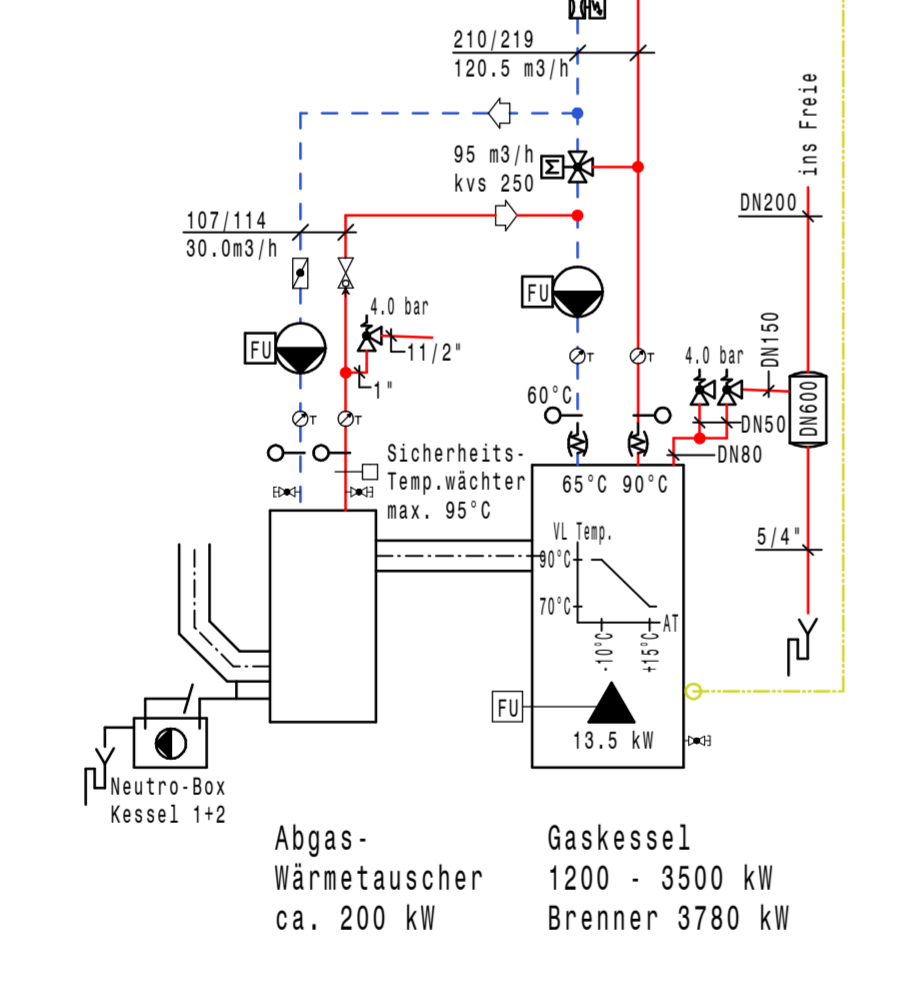 210/219
120.5 m3/h
ins Freie
95 m3/h
kvs 250
M
DN200
107/114
30.0m3/h
FU
4.0 bar
11/2"
1"
FU
T
T
4.0 bar
DN150
60°C
DN600
T
T
DN50
DN80
Sicherheits-
Temp.wächter
max. 95°C
65°C 90°C
5/4"
VL Temp.
90°C
70°C
AT
-10°C
+15°C
FU
13.5 kW
Neutro-Box
Kessel 1+2
Abgas-
Wärmetauscher
ca. 200 kW
Gaskessel
1200 - 3500 kW
Brenner 3780 kW